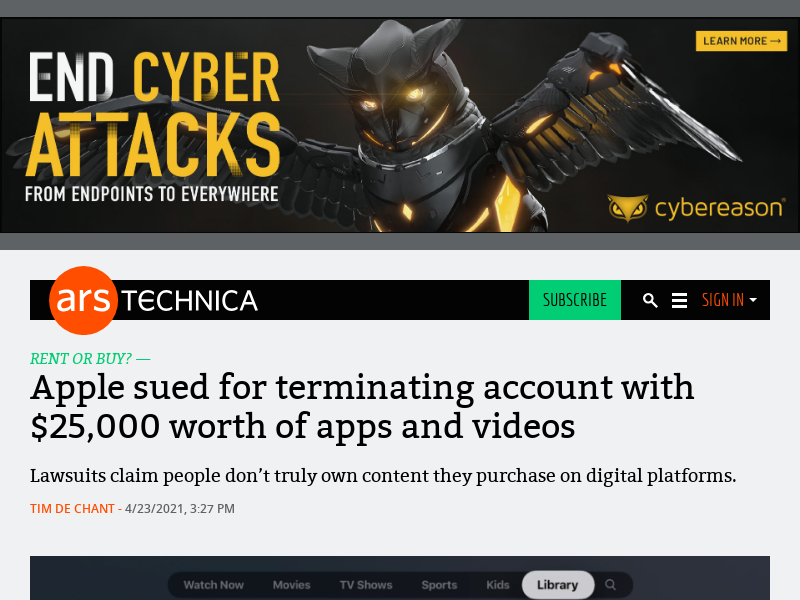 LEARN MORE →
END CYBER
ATTACKS
FROM ENDPOINTS TO EVERYWHERE
cybereason®
ars TECHNICA
SUBSCRIBE
SIGN IN
RENT OR BUY? —
Apple sued for terminating account with
$25,000 worth of apps and videos
Lawsuits claim people don’t truly own content they purchase on digital platforms.
TIM DE CHANT - 4/23/2021, 3:27 PM
Watch Now Movies TV Shows Sports Kids Library